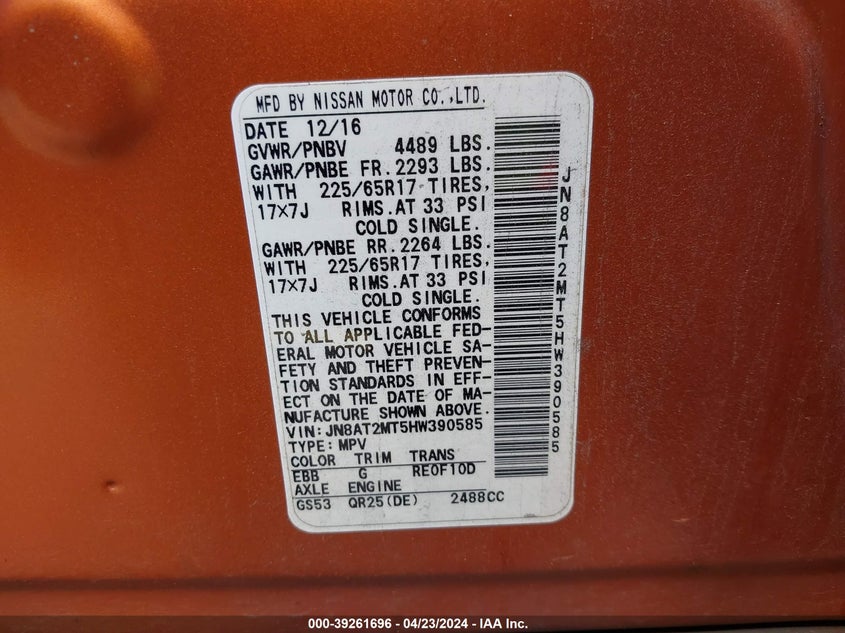 MFD BY NISSAN MOTOR CO.,LTD.
DATE 12/16
GVWR/PNBV 4489 LBS.
GAWR/PNBE FR. 2293 LBS.
WITH 225/65R17 TIRES,
17×7J RIMS.AT 33 PSI
COLD SINGLE.
GAWR/PNBE RR. 2264 LBS.
WITH 225/65R17 TIRES,
17×7J RIMS.AT 33 PSI
COLD SINGLE.
THIS VEHICLE CONFORMS
TO ALL APPLICABLE FED-
ERAL MOTOR VEHICLE SA-
FETY AND THEFT PREVEN-
TION STANDARDS IN EFF-
ECT ON THE DATE OF MA-
NUFACTURE SHOWN ABOVE.
VIN: JN8AT2MT5HW390585
TYPE: MPV
COLOR TRIM TRANS
EBB G RE0F10D
AXLE ENGINE
GS53 QR25(DE) 2488CC
JN8AT2MT5HW390585
000-39261696 - 04/23/2024 - IAA Inc.